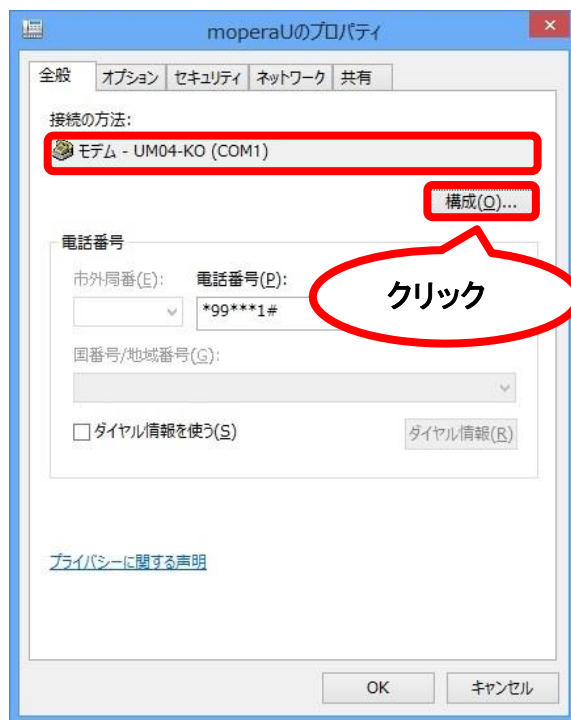 moperaUのプロパティ
×
全般 オプション セキュリティ ネットワーク 共有
接続の方法:
モデム - UM04-KO (COM1)
構成(O)...
電話番号
市外局番(E): 電話番号(P):
*99***1#
クリック
国番号/地域番号(G):
ダイヤル情報を使う(S) ダイヤル情報(R)
プライバシーに関する声明
OK キャンセル